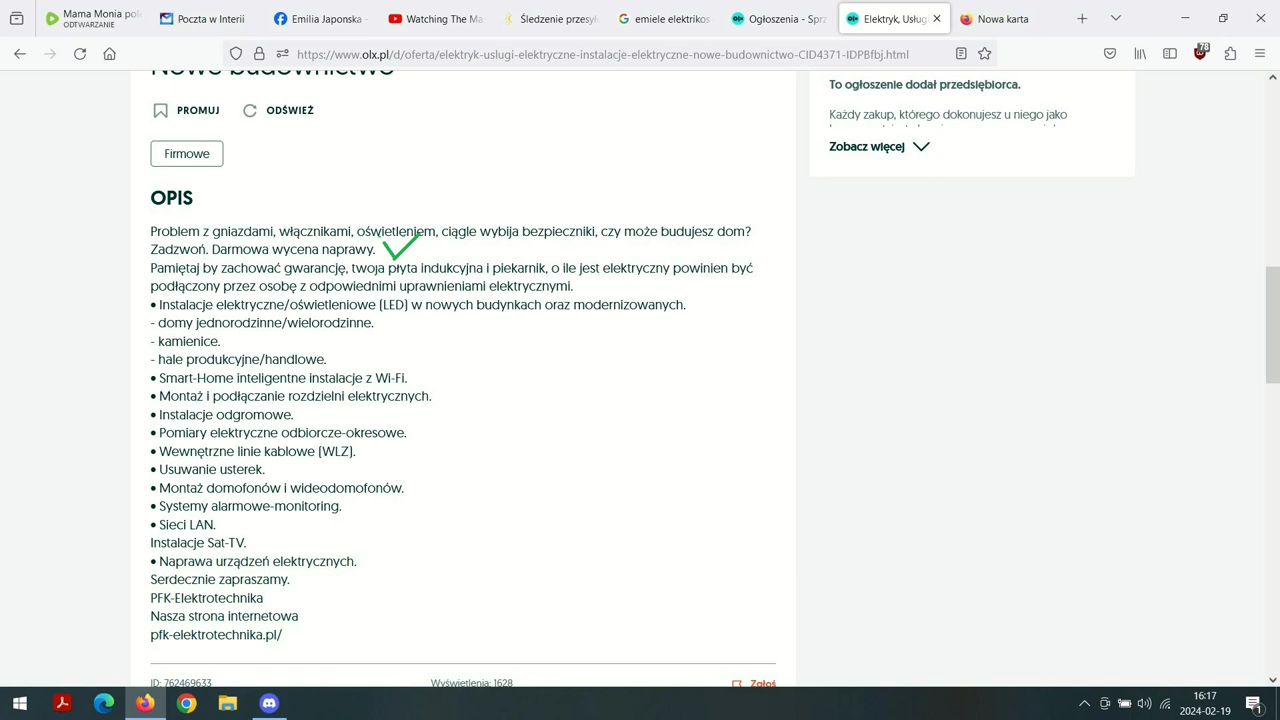 Mama Monia pole
ODTWARZANIE
Poczta w Interii
Emilia Japonska -
Watching The Ma
Śledzenie przesył
emiele elektrikos
Ogłoszenia - Sprz
Elektryk, Usług
Nowa karta
https://www.olx.pl/d/oferta/elektryk-uslugi-elektryczne-instalacje-elektryczne-nowe-budownictwo-CID4371-IDPBfbj.html
78
Nowe budownictwo
PROMUJ
ODŚWIEŻ
Firmowe
OPIS
Problem z gniazdami, włącznikami, oświetleniem, ciągle wybija bezpieczniki, czy może budujesz dom?
Zadzwoń. Darmowa wycena naprawy.
Pamiętaj by zachować gwarancję, twoja płyta indukcyjna i piekarnik, o ile jest elektryczny powinien być
podłączony przez osobę z odpowiednimi uprawnieniami elektrycznymi.
• Instalacje elektryczne/oświetleniowe (LED) w nowych budynkach oraz modernizowanych.
- domy jednorodzinne/wielorodzinne.
- kamienice.
- hale produkcyjne/handlowe.
• Smart-Home inteligentne instalacje z Wi-Fi.
• Montaż i podłączanie rozdzielni elektrycznych.
• Instalacje odgromowe.
• Pomiary elektryczne odbiorcze-okresowe.
• Wewnętrzne linie kablowe (WLZ).
• Usuwanie usterek.
• Montaż domofonów i wideodomofonów.
• Systemy alarmowe-monitoring.
• Sieci LAN.
Instalacje Sat-TV.
• Naprawa urządzeń elektrycznych.
Serdecznie zapraszamy.
PFK-Elektrotechnika
Nasza strona internetowa
pfk-elektrotechnika.pl/
ID: 762469633
Wyświetlenia: 1628
Zgłoś
To ogłoszenie dodał przedsiębiorca.
Każdy zakup, którego dokonujesz u niego jako
Zobacz więcej
16:17
2024-02-19
1